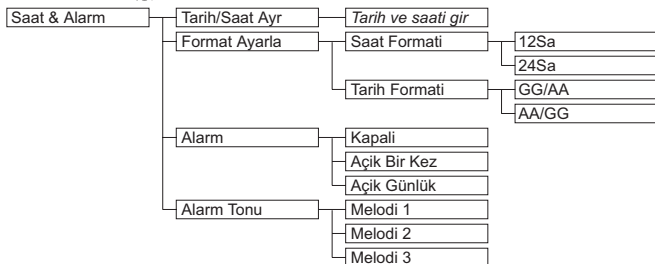 Saat & Alarm Tarih/Saat Ayr Tarih ve saati gir
Format Ayarla Saat Formati 12Sa
24Sa
Tarih Formati GG/AA
AA/GG
Alarm Kapali
Açik Bir Kez
Açik Günlük
Alarm Tonu Melodi 1
Melodi 2
Melodi 3